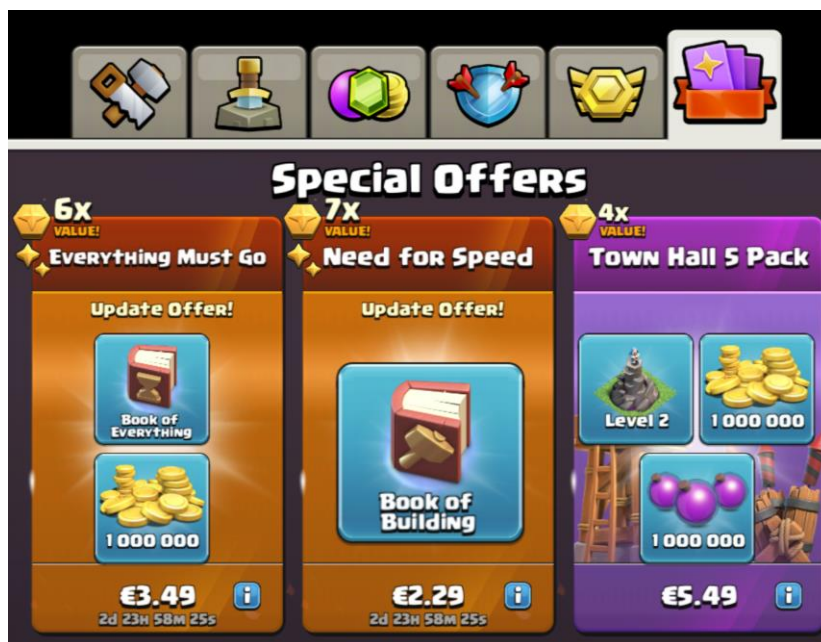 Special Offers
6x
VALUE!
Everything Must Go
Update Offer!
Book of
Everything
1 000 000
€3.49
i
2d 23h 58m 25s
7x
VALUE!
Need for Speed
Update Offer!
Book of
Building
€2.29
i
2d 23h 58m 25s
4x
VALUE!
Town Hall 5 Pack
Level 2
1 000 000
1 000 000
€5.49
i